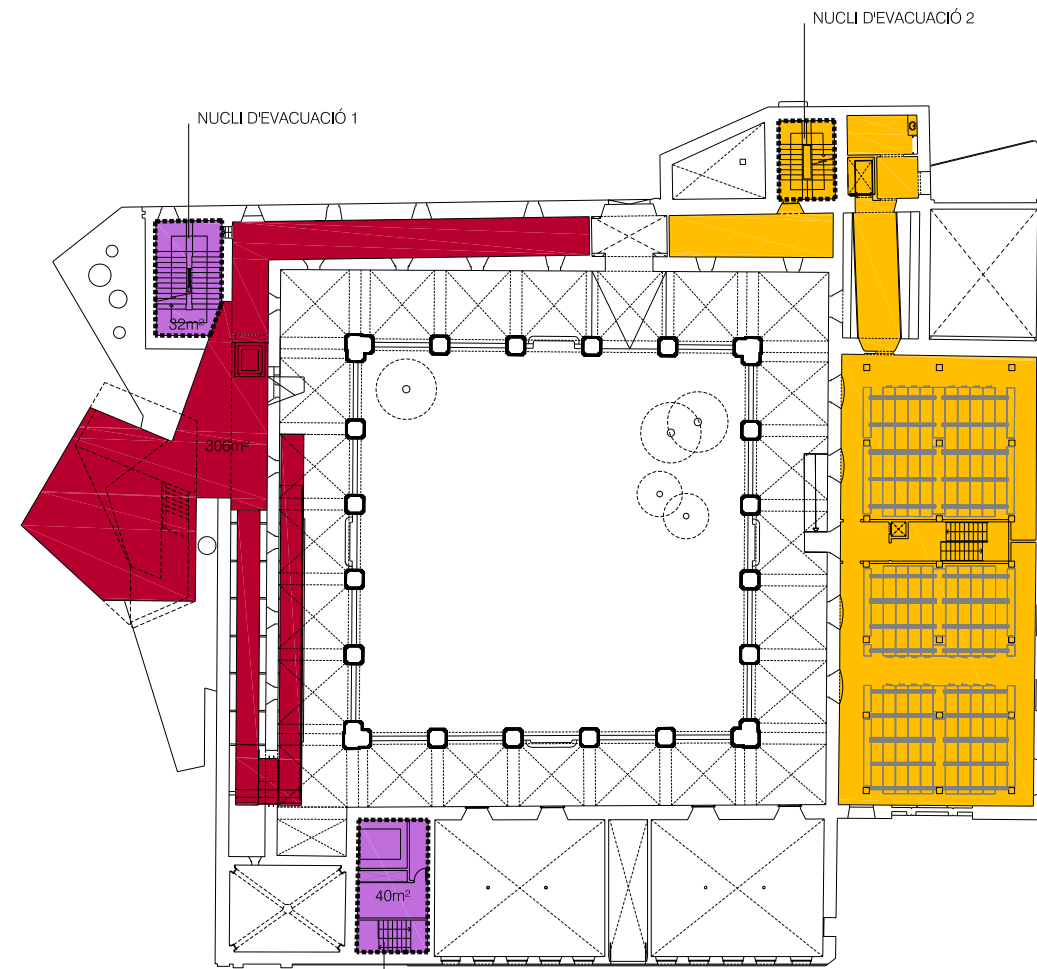 NUCLI D'EVACUACIÓ 2
NUCLI D'EVACUACIÓ 1
32m²
306m²
40m²